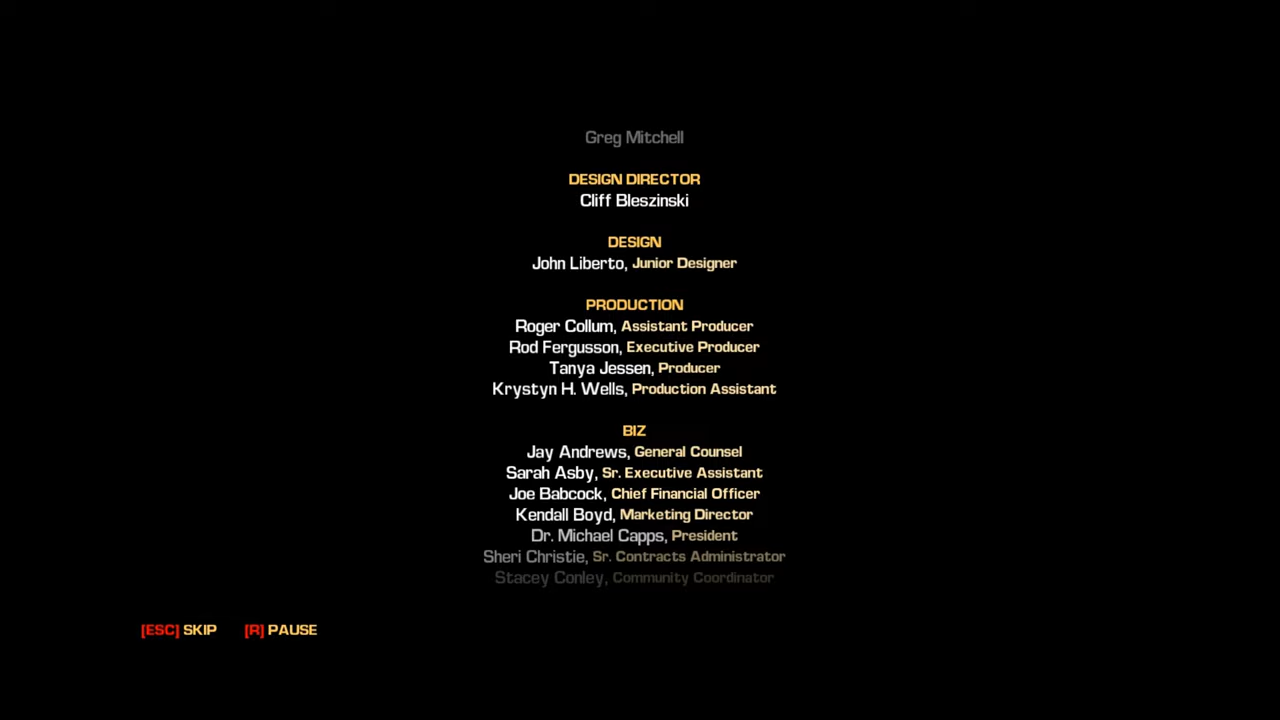 Greg Mitchell
DESIGN DIRECTOR
Cliff Bleszinski
DESIGN
John Liberto, Junior Designer
PRODUCTION
Roger Collum, Assistant Producer
Rod Fergusson, Executive Producer
Tanya Jessen, Producer
Krystyn H. Wells, Production Assistant
BIZ
Jay Andrews, General Counsel
Sarah Asby, Sr. Executive Assistant
Joe Babcock, Chief Financial Officer
Kendall Boyd, Marketing Director
Dr. Michael Capps, President
Sheri Christie, Sr. Contracts Administrator
Stacey Conley, Community Coordinator
[ESC] SKIP [R] PAUSE